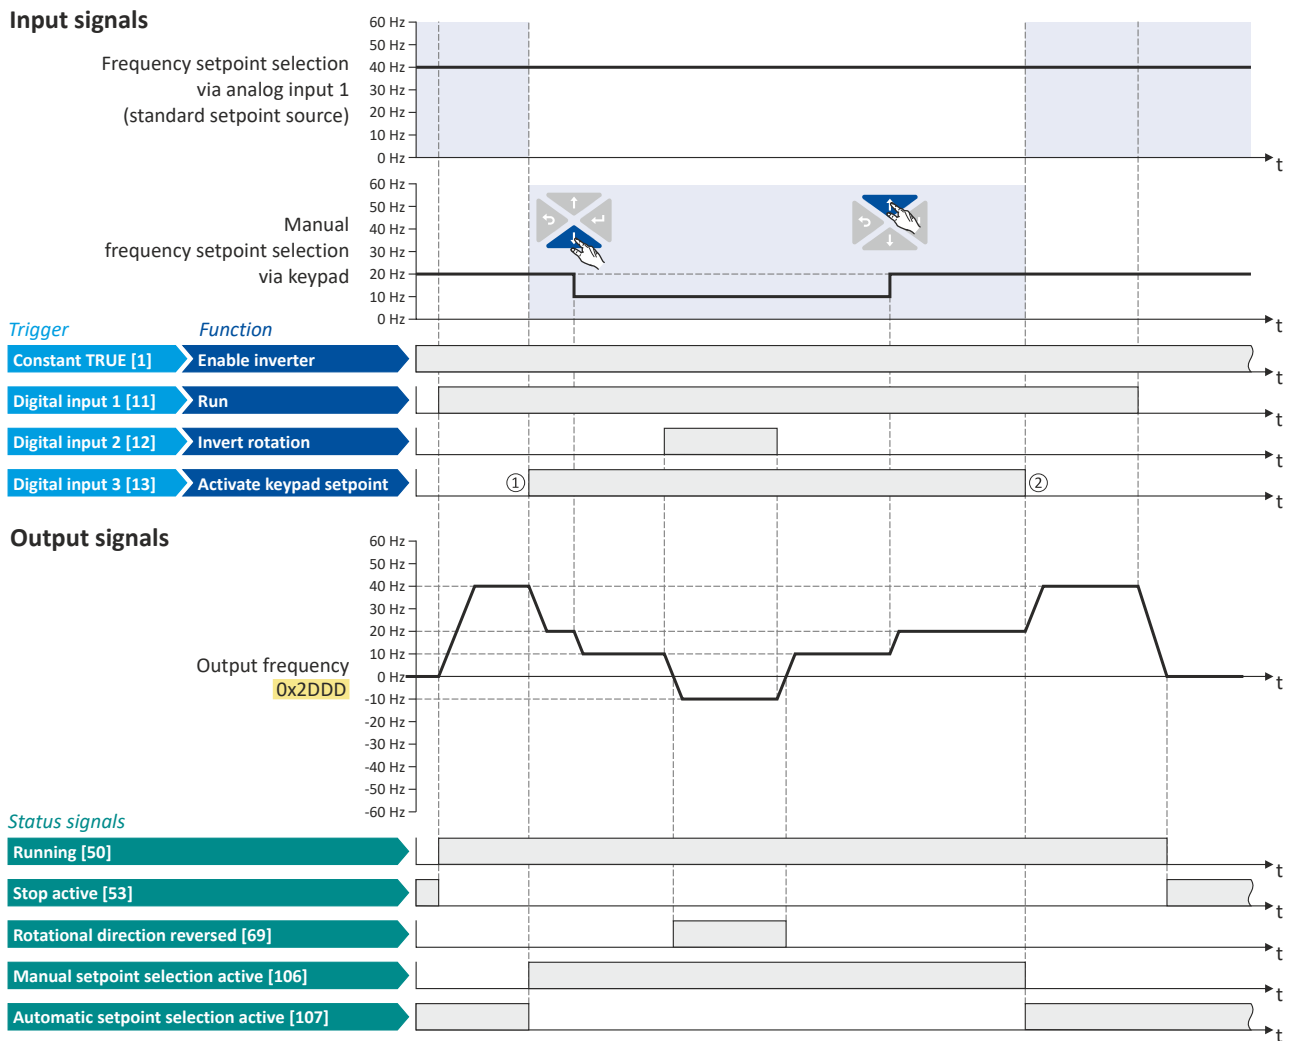 Input signals
60 Hz
50 Hz
40 Hz
30 Hz
20 Hz
10 Hz
0 Hz
Frequency setpoint selection
via analog input 1
(standard setpoint source)
t
60 Hz
50 Hz
40 Hz
30 Hz
20 Hz
10 Hz
0 Hz
Manual
frequency setpoint selection
via keypad
t
Trigger Function
Constant TRUE [1] Enable inverter
t
Digital input 1 [11] Run
t
Digital input 2 [12] Invert rotation
t
Digital input 3 [13] Activate keypad setpoint
① ②
t
Output signals
60 Hz
50 Hz
40 Hz
30 Hz
20 Hz
10 Hz
0 Hz
-10 Hz
-20 Hz
-30 Hz
-40 Hz
-50 Hz
-60 Hz
Output frequency
0x2DDD
t
Status signals
Running [50]
t
Stop active [53]
t
Rotational direction reversed [69]
t
Manual setpoint selection active [106]
t
Automatic setpoint selection active [107]
t